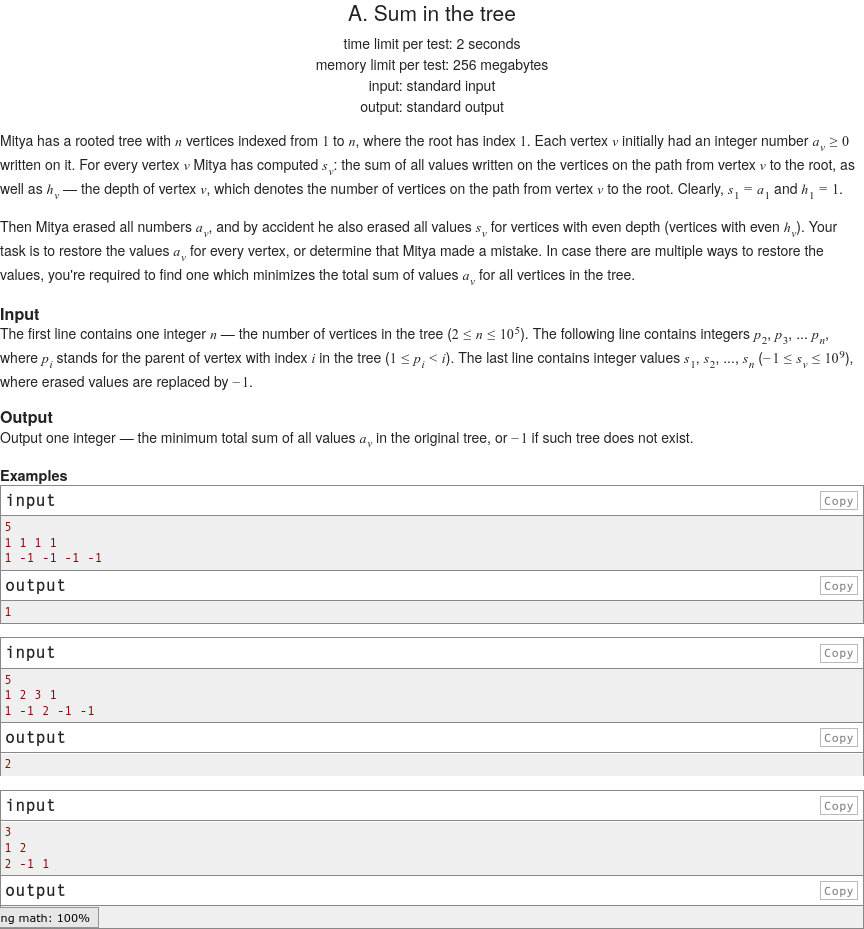 A. Sum in the tree
time limit per test: 2 seconds
memory limit per test: 256 megabytes
input: standard input
output: standard output
Mitya has a rooted tree with n vertices indexed from 1 to n, where the root has index 1. Each vertex v initially had an integer number a_v ≥ 0
written on it. For every vertex v Mitya has computed s_v: the sum of all values written on the vertices on the path from vertex v to the root, as
well as h_v — the depth of vertex v, which denotes the number of vertices on the path from vertex v to the root. Clearly, s_1 = a_1 and h_1 = 1.
Then Mitya erased all numbers a_v, and by accident he also erased all values s_v for vertices with even depth (vertices with even h_v). Your
task is to restore the values a_v for every vertex, or determine that Mitya made a mistake. In case there are multiple ways to restore the
values, you're required to find one which minimizes the total sum of values a_v for all vertices in the tree.
Input
The first line contains one integer n — the number of vertices in the tree (2 ≤ n ≤ 10^5). The following line contains integers p_2, p_3, ... p_n,
where p_i stands for the parent of vertex with index i in the tree (1 ≤ p_i < i). The last line contains integer values s_1, s_2, ..., s_n (−1 ≤ s_v ≤ 10^9),
where erased values are replaced by −1.
Output
Output one integer — the minimum total sum of all values a_v in the original tree, or −1 if such tree does not exist.
Examples
input Copy
5
1 1 1 1
1 -1 -1 -1 -1
output Copy
1
input Copy
5
1 2 3 1
1 -1 2 -1 -1
output Copy
2
input Copy
3
1 2
2 -1 1
output Copy
ng math: 100%